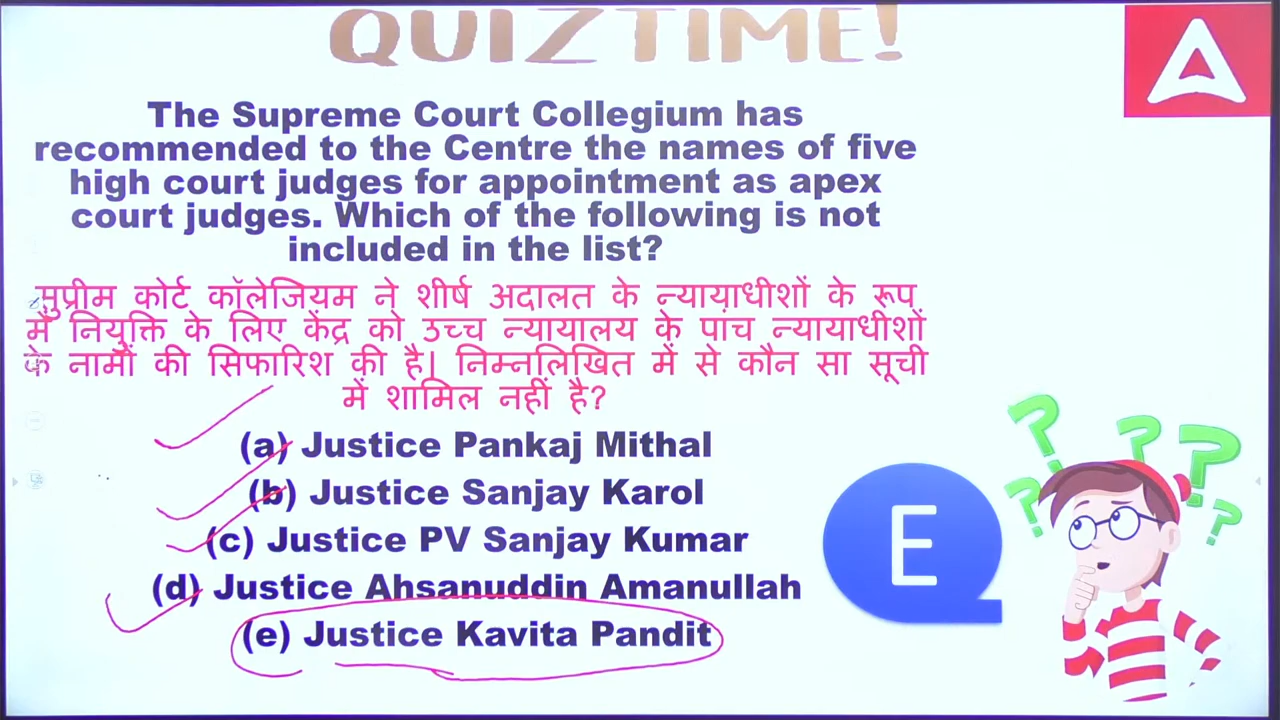 QUIZ TIME!
The Supreme Court Collegium has
recommended to the Centre the names of five
high court judges for appointment as apex
court judges. Which of the following is not
included in the list?
सुप्रीम कोर्ट कॉलेजियम ने शीर्ष अदालत के न्यायाधीशों के रूप
में नियुक्ति के लिए केंद्र को उच्च न्यायालय के पांच न्यायाधीशों
के नामों की सिफारिश की है। निम्नलिखित में से कौन सा सूची
में शामिल नहीं है?
(a) Justice Pankaj Mithal
(b) Justice Sanjay Karol
(c) Justice PV Sanjay Kumar
(d) Justice Ahsanuddin Amanullah
(e) Justice Kavita Pandit
E
A